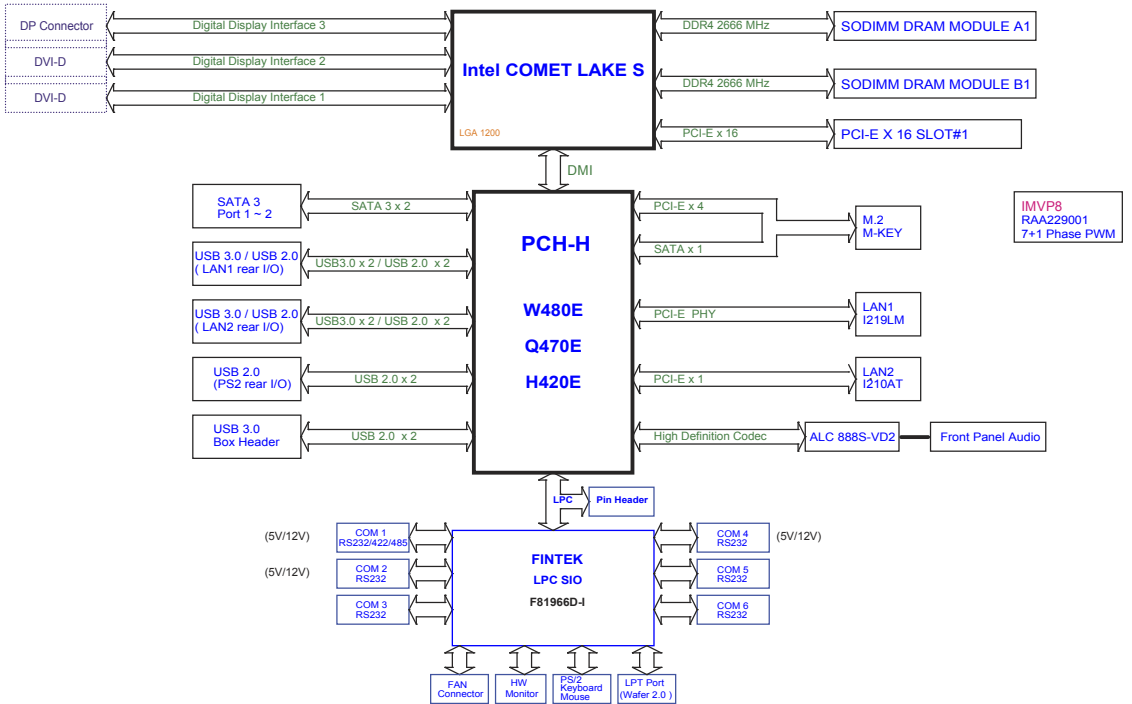 DP Connector
Digital Display Interface 3
DVI-D
Digital Display Interface 2
DVI-D
Digital Display Interface 1
Intel COMET LAKE S
LGA 1200
DDR4 2666 MHz
SODIMM DRAM MODULE A1
DDR4 2666 MHz
SODIMM DRAM MODULE B1
PCI-E x 16
PCI-E X 16 SLOT#1
DMI
SATA 3
Port 1 ~ 2
SATA 3 x 2
USB 3.0 / USB 2.0
( LAN1 rear I/O)
USB3.0 x 2 / USB 2.0 x 2
USB 3.0 / USB 2.0
( LAN2 rear I/O)
USB3.0 x 2 / USB 2.0 x 2
USB 2.0
(PS2 rear I/O)
USB 2.0 x 2
USB 3.0
Box Header
USB 2.0 x 2
PCH-H
W480E
Q470E
H420E
PCI-E x 4
SATA x 1
M.2
M-KEY
IMVP8
RAA229001
7+1 Phase PWM
PCI-E PHY
LAN1
I219LM
PCI-E x 1
LAN2
I210AT
High Definition Codec
ALC 888S-VD2
Front Panel Audio
LPC
Pin Header
(5V/12V)
COM 1
RS232/422/485
(5V/12V)
COM 2
RS232
COM 3
RS232
FINTEK
LPC SIO
F81966D-I
COM 4
RS232
(5V/12V)
COM 5
RS232
COM 6
RS232
FAN
Connector
HW
Monitor
PS/2
Keyboard
Mouse
LPT Port
(Wafer 2.0 )